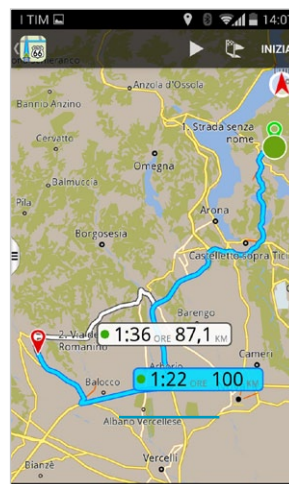 I TIM
14:07
66
INIZIA
Anzola d'Ossola
Bannio Anzino
1. Strada senza
nome
Cervatto
Omegna
Balmuccia
Pila
Arona
Borgosesia
Castelletto sopra Tici
1:36 ORE 87,1 KM
Barengo
2. Via de
Romanino
Cameri
1:22 ORE 100 KM
Balocco
Albano Vercellese
Bianzè
Vercelli